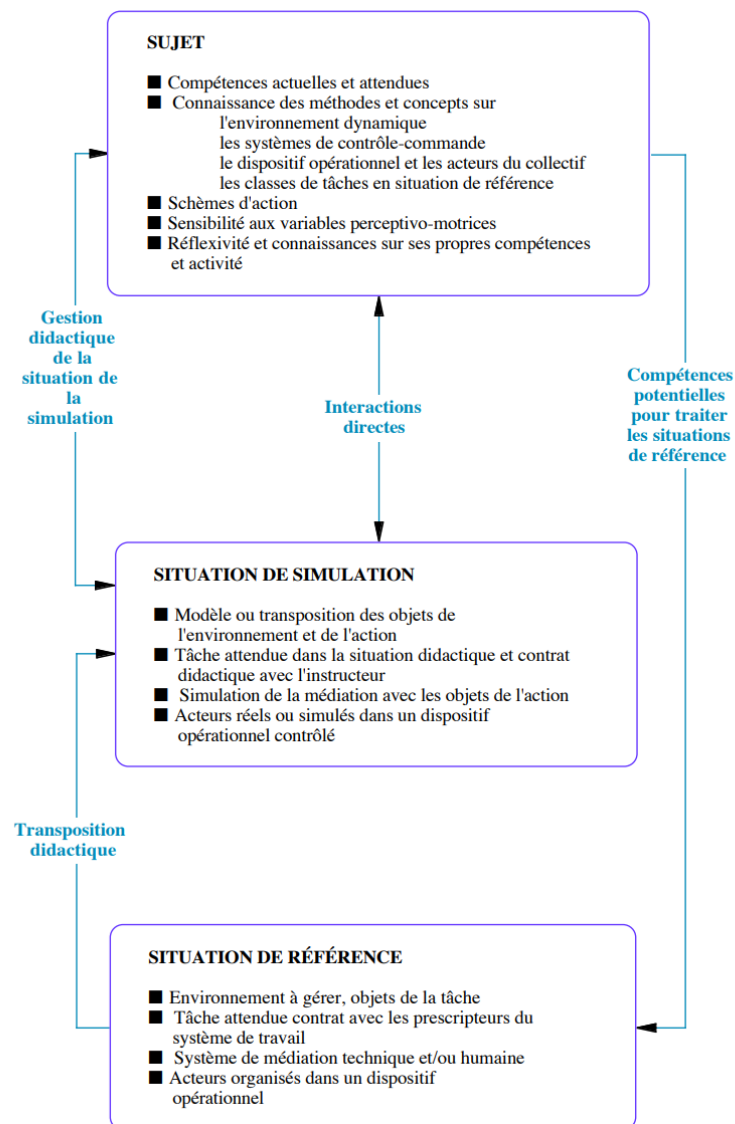 SUJET
■ Compétences actuelles et attendues
■ Connaissance des méthodes et concepts sur
l'environnement dynamique
les systèmes de contrôle-commande
le dispositif opérationnel et les acteurs du collectif
les classes de tâches en situation de référence
■ Schèmes d'action
■ Sensibilité aux variables perceptivo-motrices
■ Réflexivité et connaissances sur ses propres compétences
et activité
Gestion
didactique
de la
situation de
la
simulation
Interactions
directes
Compétences
potentielles
pour traiter
les situations
de référence
SITUATION DE SIMULATION
■ Modèle ou transposition des objets de
l'environnement et de l'action
■ Tâche attendue dans la situation didactique et contrat
didactique avec l'instructeur
■ Simulation de la médiation avec les objets de l'action
■ Acteurs réels ou simulés dans un dispositif
opérationnel contrôlé
Transposition
didactique
SITUATION DE RÉFÉRENCE
■ Environnement à gérer, objets de la tâche
■ Tâche attendue contrat avec les prescripteurs du
système de travail
■ Système de médiation technique et/ou humaine
■ Acteurs organisés dans un dispositif
opérationnel